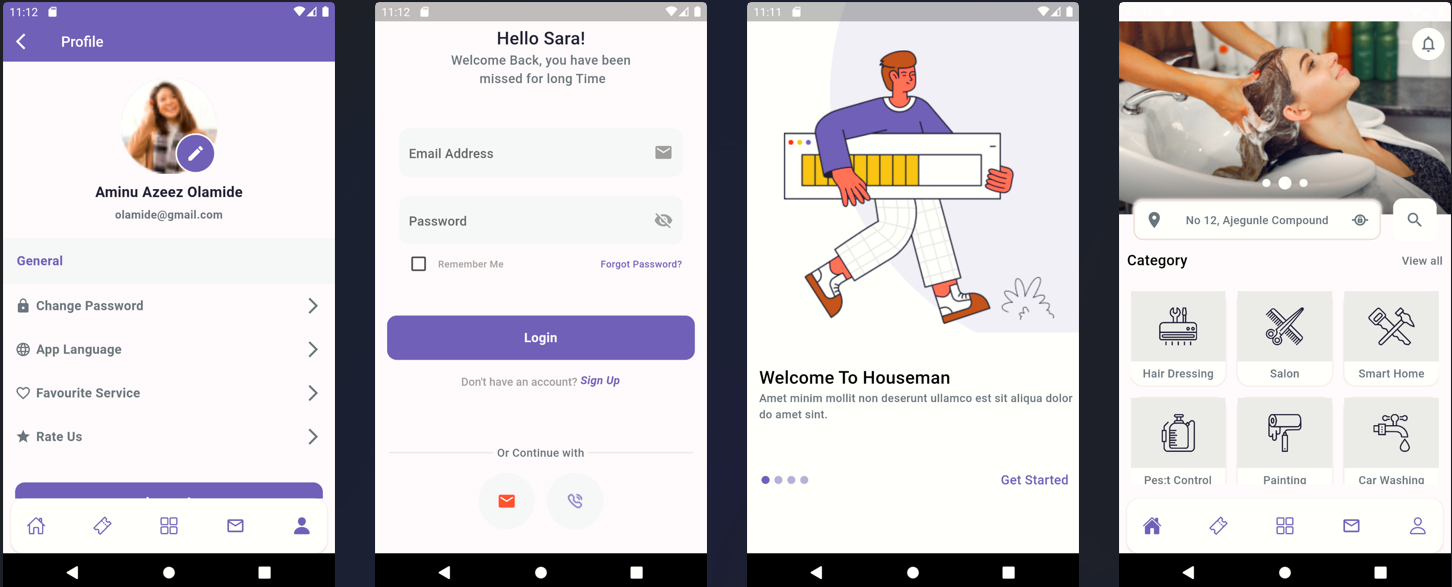 11:12
Profile
Aminu Azeez Olamide
olamide@gmail.com
General
Change Password
App Language
Favourite Service
Rate Us
11:12
Hello Sara!
Welcome Back, you have been
missed for long Time
Email Address
Password
Remember Me
Forgot Password?
Login
Don't have an account? Sign Up
Or Continue with
11:11
Welcome To Houseman
Amet minim mollit non deserunt ullamco est sit aliqua dolor
do amet sint.
Get Started
No 12, Ajegunle Compound
Category
View all
Hair Dressing
Salon
Smart Home
Pes:t Control
Painting
Car Washing